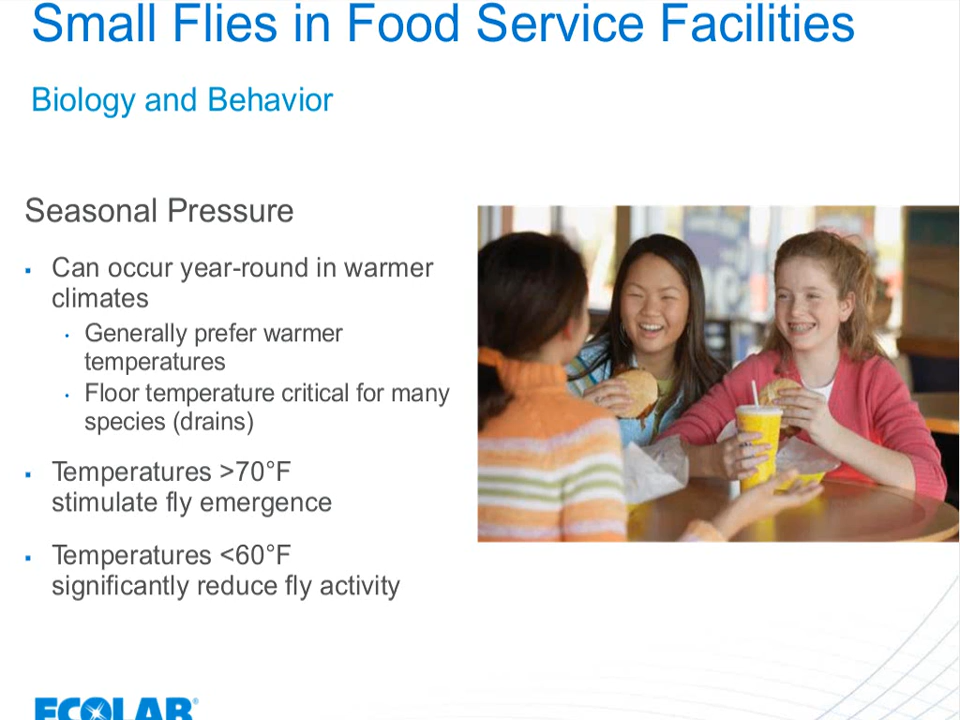 Small Flies in Food Service Facilities
Biology and Behavior
Seasonal Pressure
▪ Can occur year-round in warmer
climates
• Generally prefer warmer
temperatures
• Floor temperature critical for many
species (drains)
▪ Temperatures >70°F
stimulate fly emergence
▪ Temperatures <60°F
significantly reduce fly activity
ECOLAB®